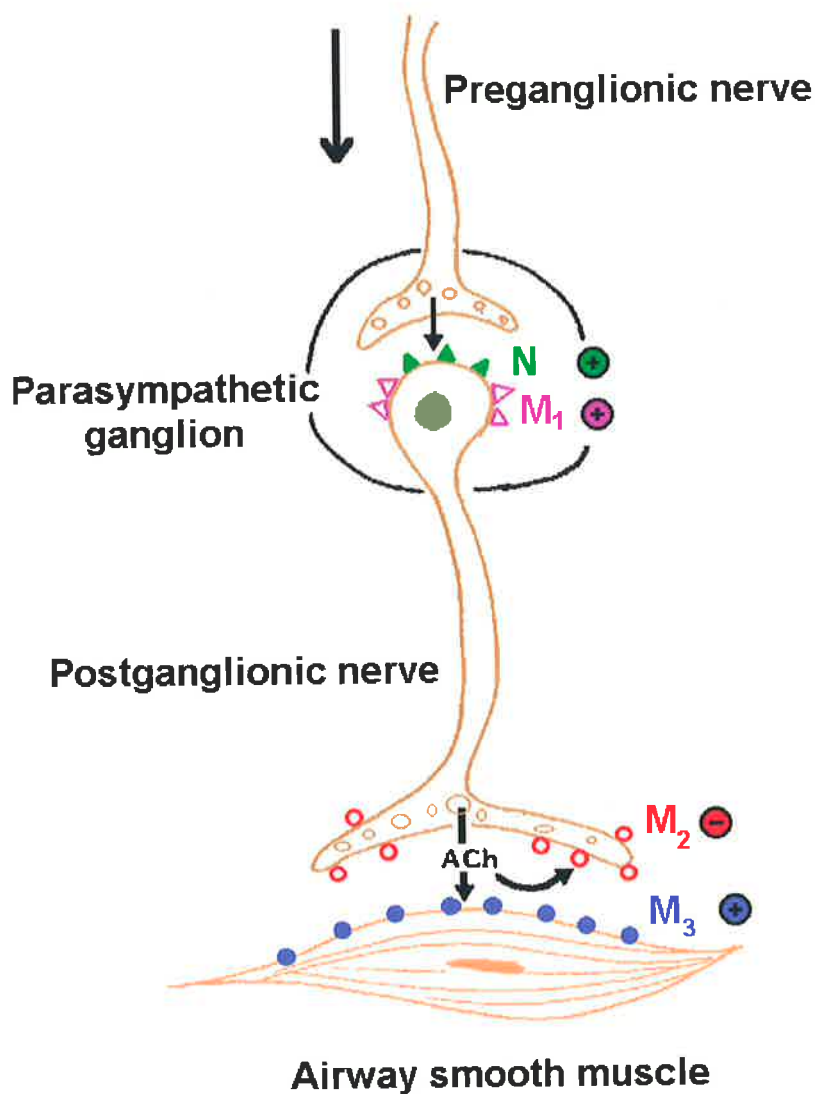 Preganglionic nerve
N +
Parasympathetic
ganglion
M₁ +
Postganglionic nerve
M₂ -
ACh
M₃ +
Airway smooth muscle